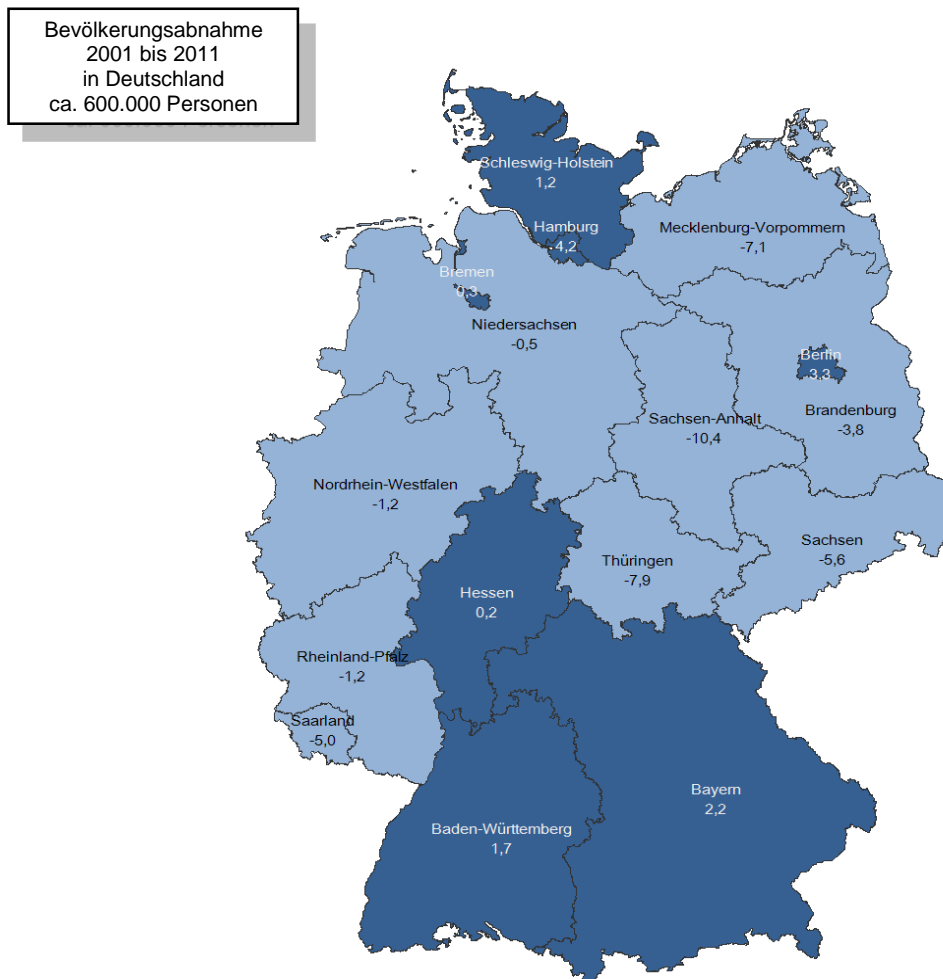 Bevölkerungsabnahme
2001 bis 2011
in Deutschland
ca. 600.000 Personen
Schleswig-Holstein
1,2
Hamburg
4,2
Mecklenburg-Vorpommern
-7,1
Bremen
0,3
Niedersachsen
-0,5
Berlin
3,3
Brandenburg
-3,8
Sachsen-Anhalt
-10,4
Nordrhein-Westfalen
-1,2
Sachsen
-5,6
Thüringen
-7,9
Hessen
0,2
Rheinland-Pfalz
-1,2
Saarland
-5,0
Bayern
2,2
Baden-Württemberg
1,7